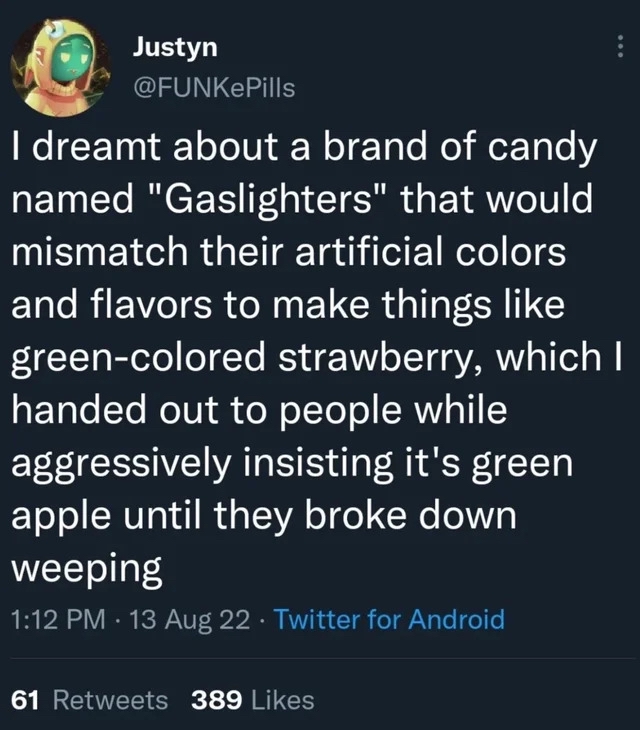 Justyn
@FUNKePills
I dreamt about a brand of candy
named "Gaslighters" that would
mismatch their artificial colors
and flavors to make things like
green-colored strawberry, which I
handed out to people while
aggressively insisting it's green
apple until they broke down
weeping
1:12 PM · 13 Aug 22 · Twitter for Android
61 Retweets 389 Likes